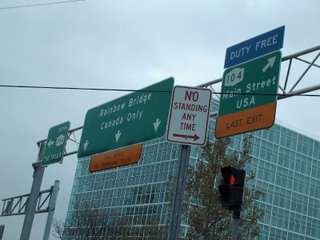 Rainbow Bridge
Canada Only
NO
STANDING
ANY
TIME
DUTY FREE
104
Main Street
USA
LAST EXIT